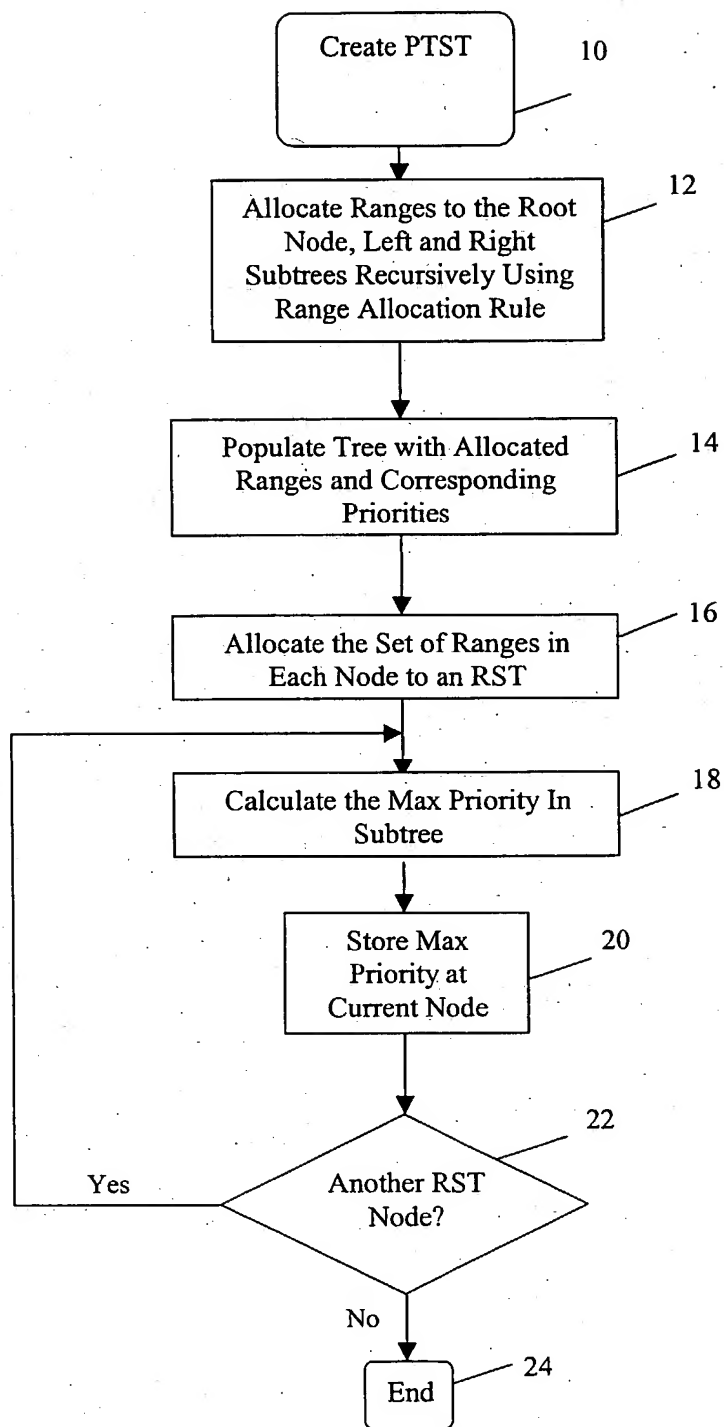 Create PTST
10
Allocate Ranges to the Root
Node, Left and Right
Subtrees Recursively Using
Range Allocation Rule
12
Populate Tree with Allocated
Ranges and Corresponding
Priorities
14
Allocate the Set of Ranges in
Each Node to an RST
16
Calculate the Max Priority In
Subtree
18
Store Max
Priority at
Current Node
20
Another RST
Node?
22
Yes
No
End
24